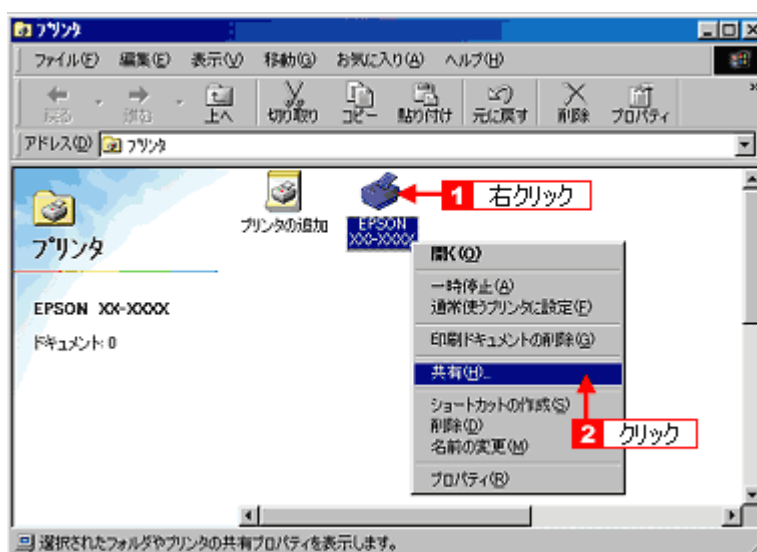 プリンタ
ファイル(F) 編集(E) 表示(V) 移動(G) お気に入り(A) ヘルプ(H)
戻る 進む 上へ 切り取り コピー 貼り付け 元に戻す 削除 プロパティ
アドレス(D) プリンタ
プリンタ
EPSON XX-XXXX
ドキュメント: 0
プリンタの追加
EPSON
XXX-XXXX
1 右クリック
開く(O)
一時停止(A)
通常使うプリンタに設定(F)
印刷ドキュメントの削除(G)
共有(H)...
ショートカットの作成(S)
削除(D)
名前の変更(M)
プロパティ(R)
2 クリック
選択されたフォルダやプリンタの共有プロパティを表示します。